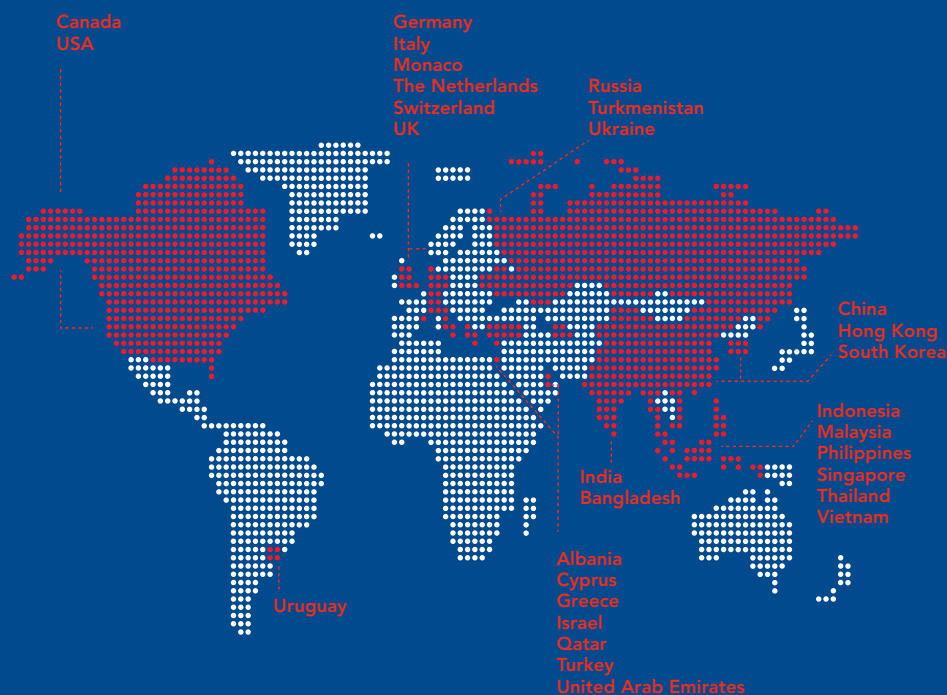 Canada
USA
Germany
Italy
Monaco
The Netherlands
Switzerland
UK
Russia
Turkmenistan
Ukraine
China
Hong Kong
South Korea
Indonesia
Malaysia
Philippines
Singapore
Thailand
Vietnam
India
Bangladesh
Albania
Cyprus
Greece
Israel
Qatar
Turkey
United Arab Emirates
Uruguay